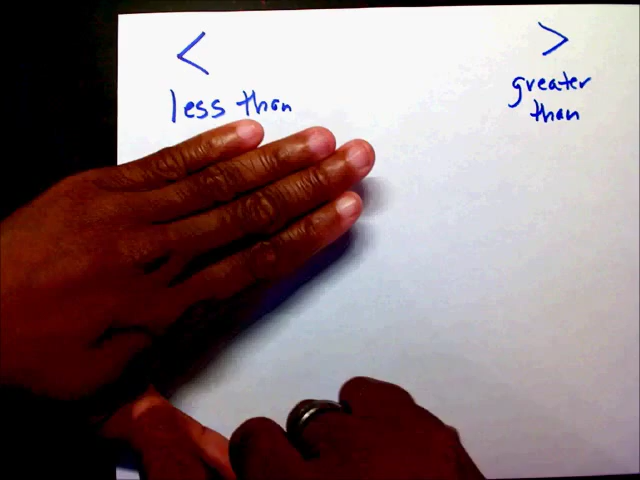 < >
less than
greater
than